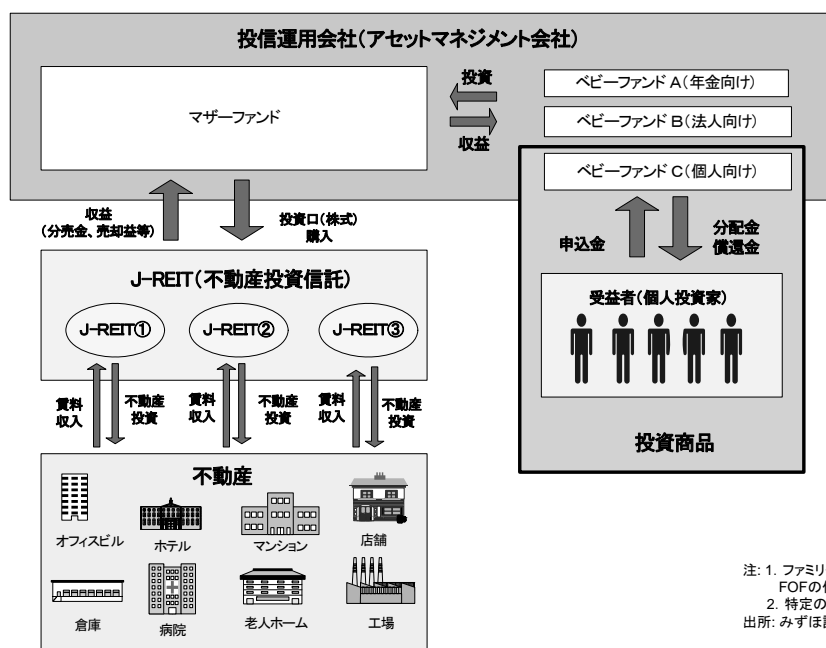 投信運用会社(アセットマネジメント会社)
マザーファンド
投資
収益
ベビーファンド A(年金向け)
ベビーファンド B(法人向け)
ベビーファンド C(個人向け)
収益
(分売金、売却益等)
投資口(株式)
購入
申込金
分配金
償還金
J-REIT(不動産投資信託)
J-REIT①
J-REIT②
J-REIT③
受益者(個人投資家)
賃料
収入
不動産
投資
賃料
収入
不動産
投資
賃料
収入
不動産
投資
投資商品
不動産
オフィスビル
ホテル
マンション
店舗
倉庫
病院
老人ホーム
工場
注: 1. ファミリ
FOFの
2. 特定の
出所: みずほ